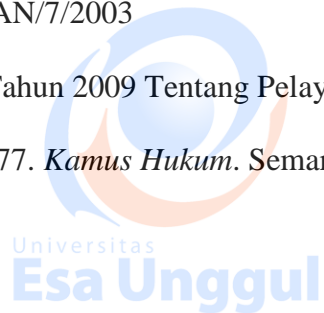 AN/7/2003
Tahun 2009 Tentang Pelay
77. Kamus Hukum. Semar
Universitas
Esa Unggul